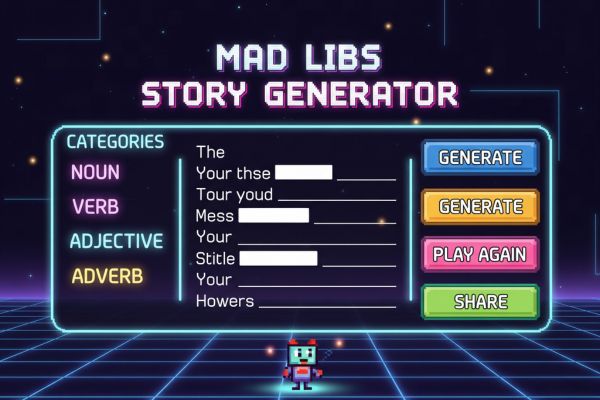 MAD LIBS
STORY GENERATOR
CATEGORIES
NOUN
VERB
ADJECTIVE
ADVERB
The
Your thse
Tour youd
Mess
Your
Stitle
Your
Howers
GENERATE
GENERATE
PLAY AGAIN
SHARE